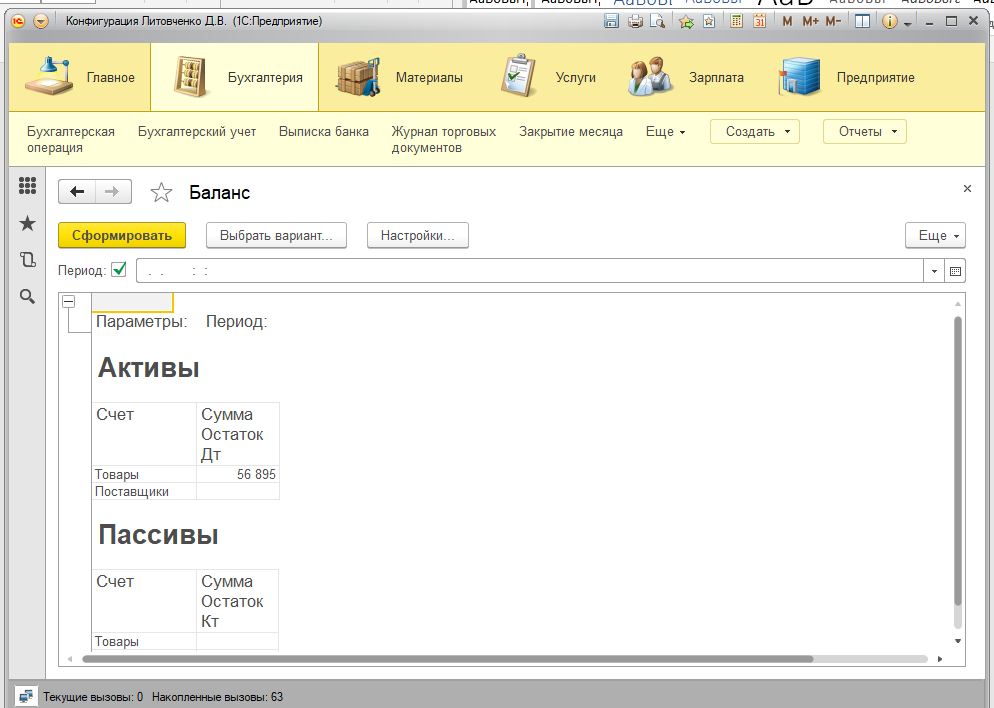 Конфигурация Литовченко Д.В. (1С:Предприятие)
M M+ M-
31
Главное
Бухгалтерия
Материалы
Услуги
Зарплата
Предприятие
Бухгалтерская операция
Бухгалтерский учет
Выписка банка
Журнал торговых документов
Закрытие месяца
Еще
Создать
Отчеты
Баланс
Сформировать
Выбрать вариант...
Настройки...
Еще
Период:
. . : :
Параметры: Период:
Активы
Счет
Сумма
Остаток
Дт
Товары 56 895
Поставщики
Пассивы
Счет
Сумма
Остаток
Кт
Товары
Текущие вызовы: 0 Накопленные вызовы: 63